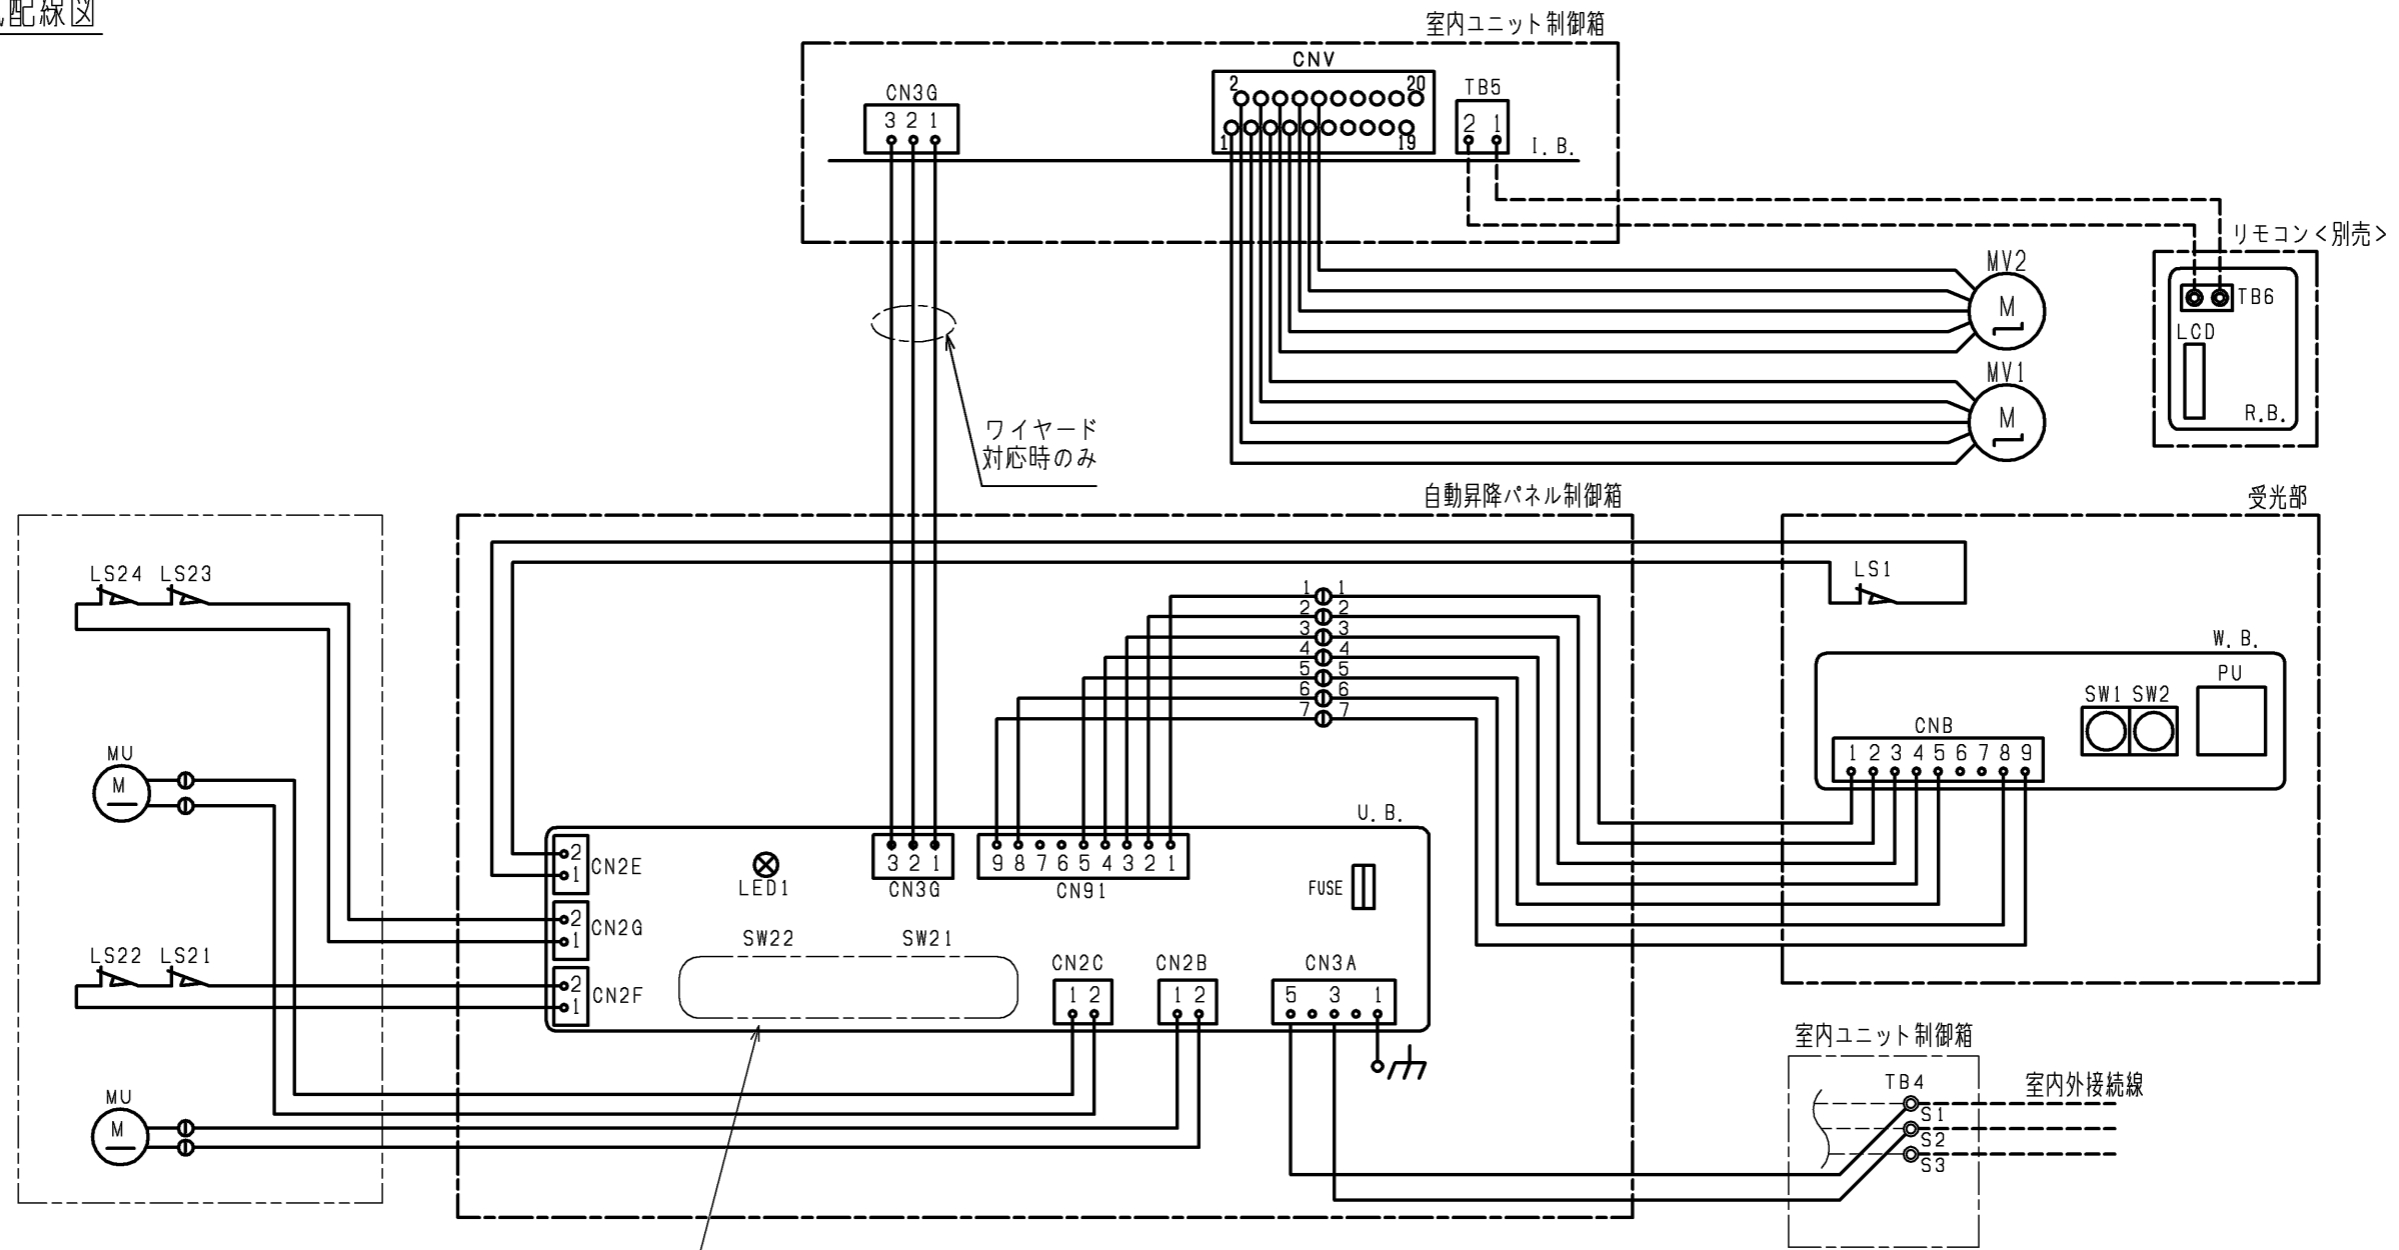 配線図
室内ユニット制御箱
CNV
CN3G
2 20
TB5
3 2 1
2 1
1 19
I.B.
リモコン<別売>
MV2
M
TB6
LCD
MV1
M
R.B.
ワイヤード
対応時のみ
自動昇降パネル制御箱
受光部
LS24 LS23
LS1
1 1
2 2
3 3
4 4
5 5
6 6
7 7
W.B.
PU
SW1 SW2
CNB
1 2 3 4 5 6 7 8 9
MU
M
U.B.
2
1
CN2E
LED1
3 2 1
CN3G
9 8 7 6 5 4 3 2 1
CN91
FUSE
2
1
CN2G
SW22 SW21
LS22 LS21
CN2C CN2B CN3A
2
1
CN2F
1 2
1 2
5 3 1
室内ユニット制御箱
TB4
室内外接続線
S1
S2
S3
MU
M